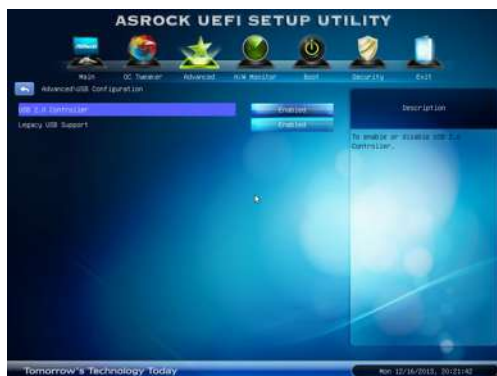 ASROCK UEFI SETUP UTILITY
Main OC Tweaker Advanced H/W Monitor Boot Security Exit
Advanced\USB Configuration
USB 2.0 Controller Enabled
Legacy USB Support Enabled
Description
To enable or disable USB 2.0
Controller.
Tomorrow's Technology Today
Mon 12/16/2013, 20:21:42